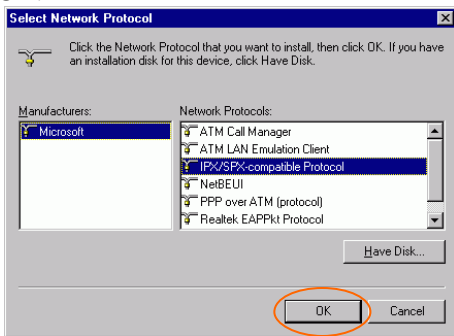 Select Network Protocol
Click the Network Protocol that you want to install, then click OK. If you have
an installation disk for this device, click Have Disk.
Manufacturers:
Network Protocols:
Microsoft
ATM Call Manager
ATM LAN Emulation Client
IPX/SPX-compatible Protocol
NetBEUI
PPP over ATM (protocol)
Realtek EAPPkt Protocol
Have Disk...
OK
Cancel